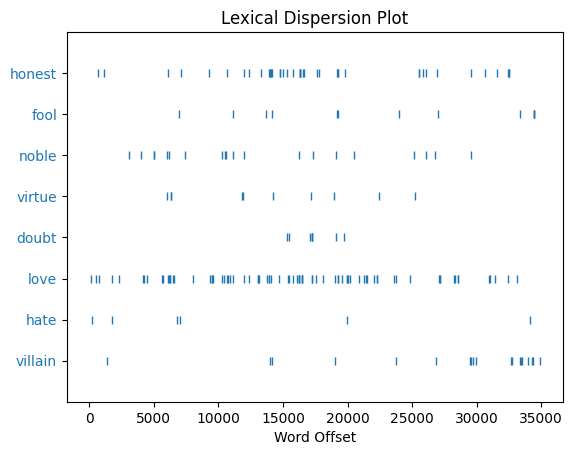 Lexical Dispersion Plot
honest
fool
noble
virtue
doubt
love
hate
villain
0 5000 10000 15000 20000 25000 30000 35000
Word Offset